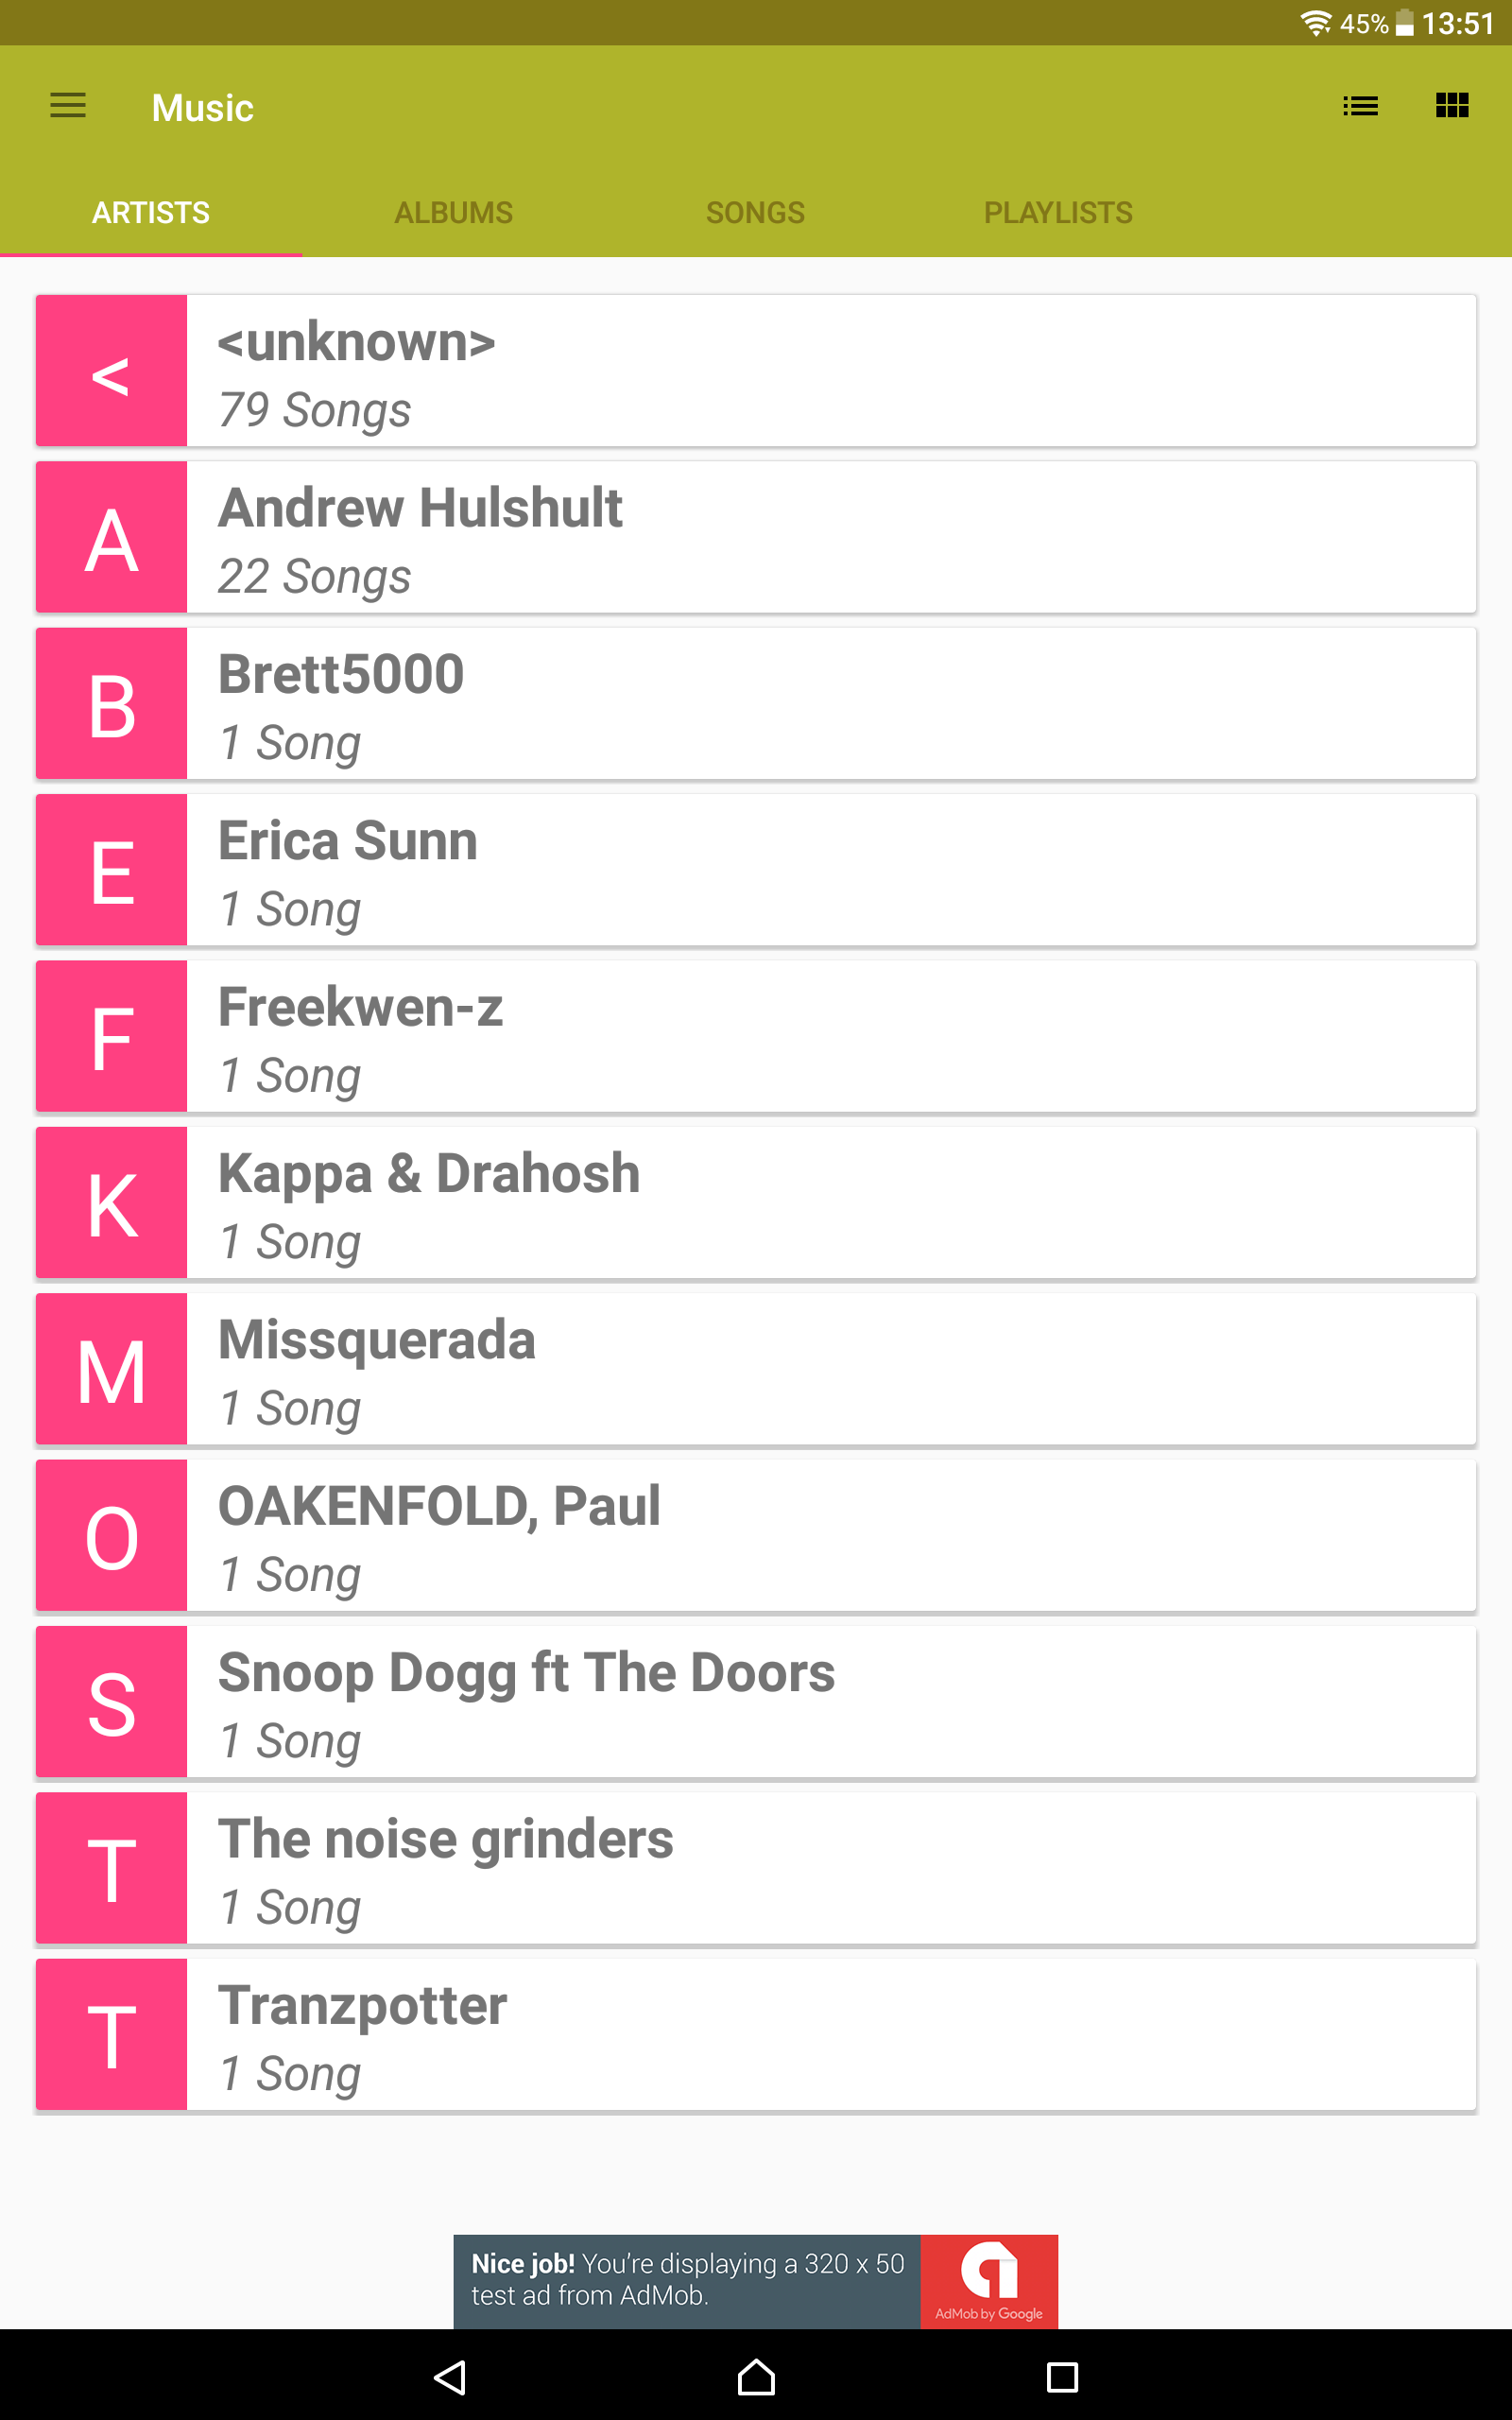 45% 13:51
Music
ARTISTS ALBUMS SONGS PLAYLISTS
< <unknown>
79 Songs
A Andrew Hulshult
22 Songs
B Brett5000
1 Song
E Erica Sunn
1 Song
F Freekwen-z
1 Song
K Kappa & Drahosh
1 Song
M Missquerada
1 Song
O OAKENFOLD, Paul
1 Song
S Snoop Dogg ft The Doors
1 Song
T The noise grinders
1 Song
T Tranzpotter
1 Song
Nice job! You're displaying a 320 x 50
test ad from AdMob.
AdMob by Google